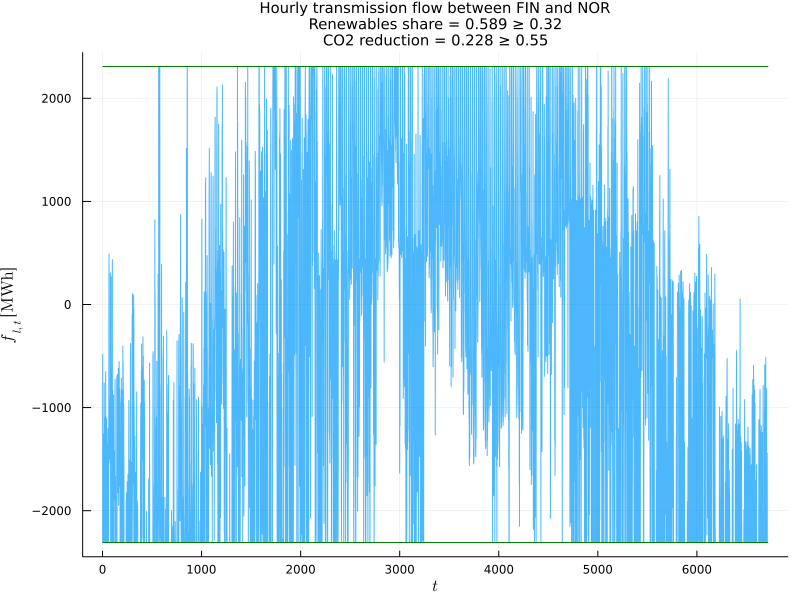 Hourly transmission flow between FIN and NOR
Renewables share = 0.589 ≥ 0.32
CO2 reduction = 0.228 ≥ 0.55
2000
1000
0
−1000
−2000
f l,t [MWh]
0 1000 2000 3000 4000 5000 6000
t